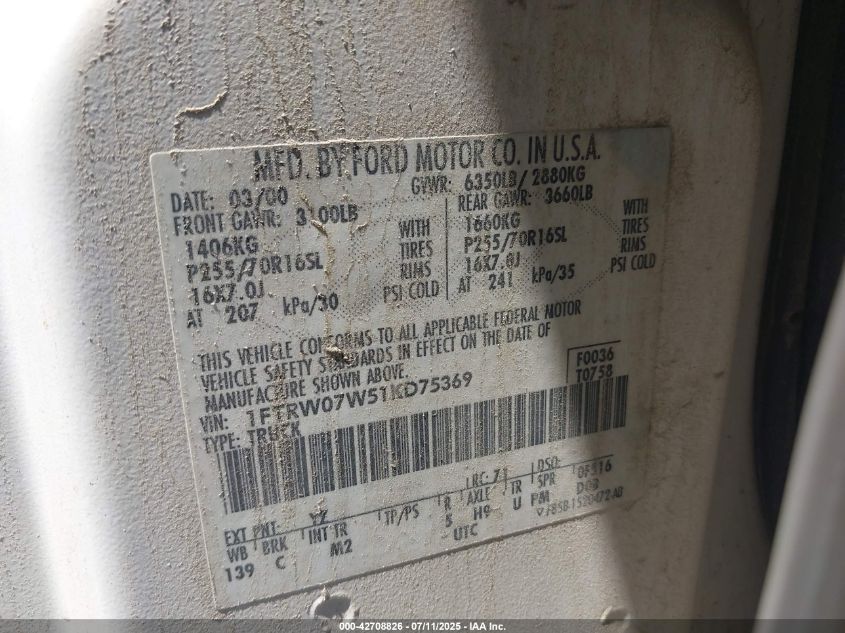 MFD. BY FORD MOTOR CO. IN U.S.A.
DATE: 03/00 GVWR: 6350LB/ 2880KG
FRONT GAWR: 3100LB REAR GAWR: 3660LB
1406KG WITH 1660KG WITH
P255/70R16SL TIRES P255/70R16SL TIRES
16X7.0J RIMS 16X7.0J RIMS
AT 207 kPa/30 PSI COLD AT 241 kPa/35 PSI COLD
THIS VEHICLE CONFORMS TO ALL APPLICABLE FEDERAL MOTOR
VEHICLE SAFETY STANDARDS IN EFFECT ON THE DATE OF
MANUFACTURE SHOWN ABOVE.
F0036
T0758
VIN: 1FTRW07W51KD75369
TYPE: TRUCK
EXT PNT: RC: 71 DSO:
WB BRK INT TR TP/PS R AXLE TR SPR
139 C M2 5 H9 U
UTC
000-42708826 - 07/11/2025 - IAA Inc.